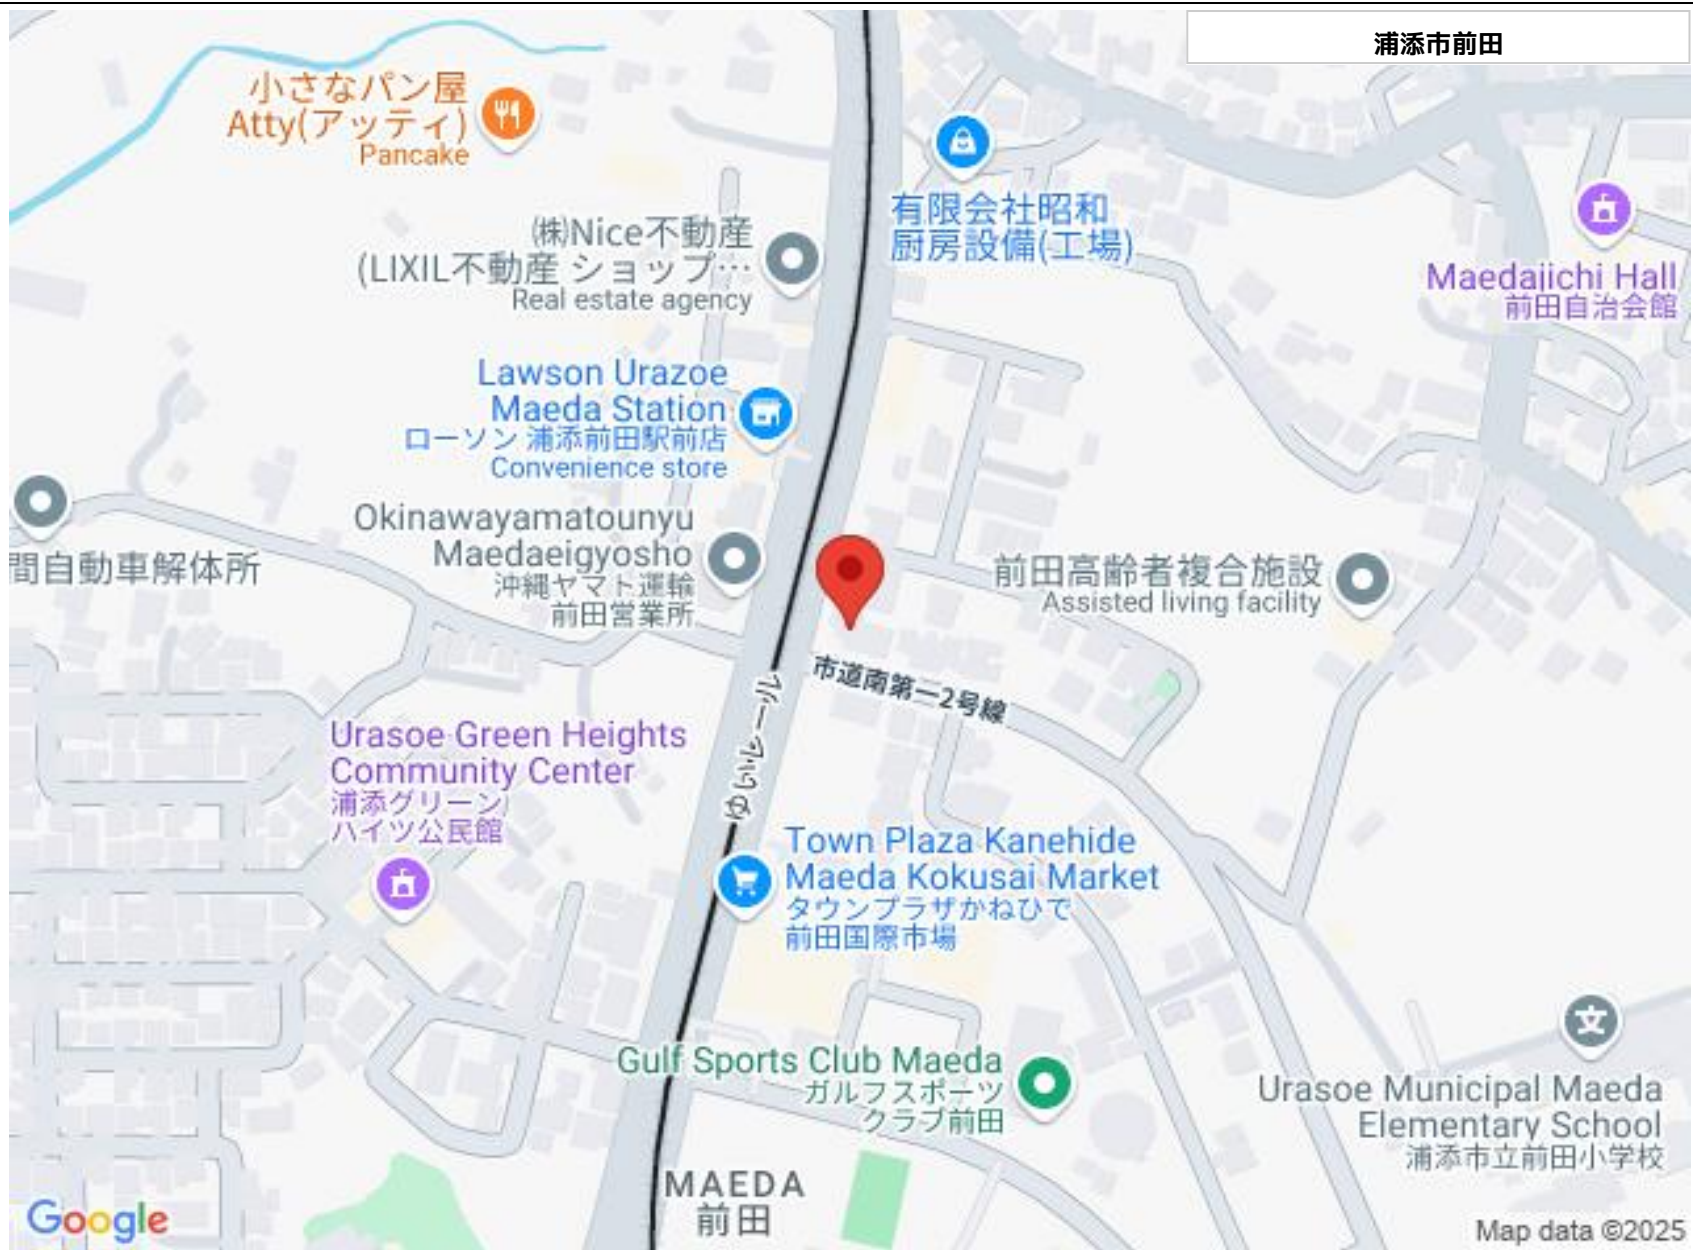 浦添市前田
小さなパン屋
Atty(アッティ)
Pancake
有限会社昭和
厨房設備(工場)
㈱Nice不動産
(LIXIL不動産 ショップ…
Real estate agency
Maedajichi Hall
前田自治会館
Lawson Urazoe
Maeda Station
ローソン 浦添前田駅前店
Convenience store
Okinawayamatounyu
Maedaeigyosho
沖縄ヤマト運輸
前田営業所
間自動車解体所
前田高齢者複合施設
Assisted living facility
市道南第一2号線
ゆいレール
Urasoe Green Heights
Community Center
浦添グリーン
ハイツ公民館
Town Plaza Kanehide
Maeda Kokusai Market
タウンプラザかねひで
前田国際市場
Gulf Sports Club Maeda
ガルフスポーツ
クラブ前田
文
Urasoe Municipal Maeda
Elementary School
浦添市立前田小学校
MAEDA
前田
Google
Map data ©2025